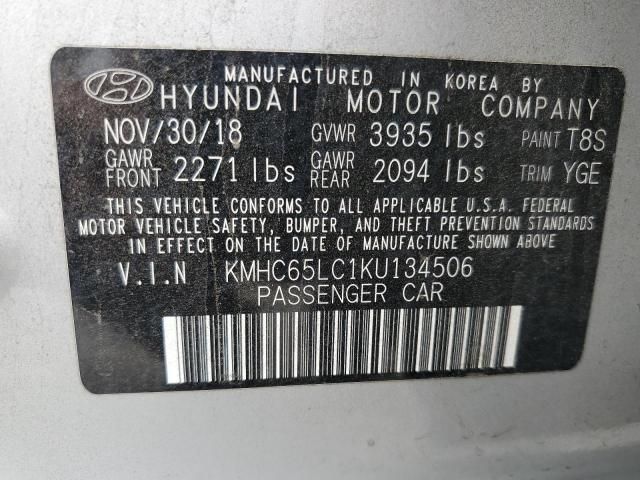 MANUFACTURED IN KOREA BY
HYUNDAI MOTOR COMPANY
NOV/30/18 GVWR 3935 lbs PAINT T8S
GAWR FRONT 2271 lbs GAWR REAR 2094 lbs TRIM YGE
THIS VEHICLE CONFORMS TO ALL APPLICABLE U.S.A. FEDERAL
MOTOR VEHICLE SAFETY, BUMPER, AND THEFT PREVENTION STANDARDS
IN EFFECT ON THE DATE OF MANUFACTURE SHOWN ABOVE
V.I.N KMHC65LC1KU134506
PASSENGER CAR